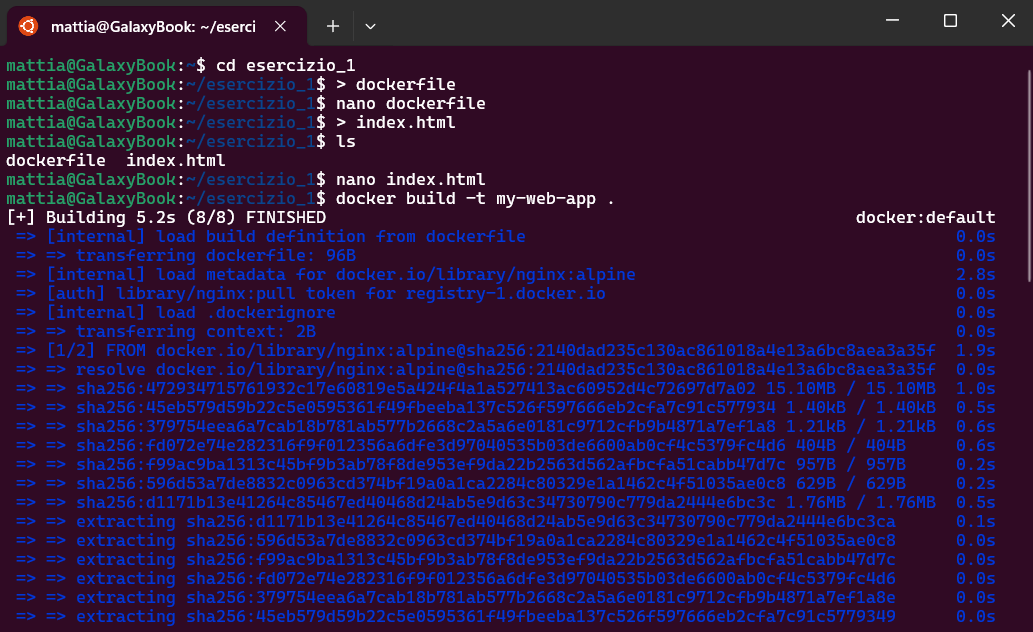 mattia@GalaxyBook: ~/eserci
mattia@GalaxyBook:~$ cd esercizio_1
mattia@GalaxyBook:~/esercizio_1$ > dockerfile
mattia@GalaxyBook:~/esercizio_1$ nano dockerfile
mattia@GalaxyBook:~/esercizio_1$ > index.html
mattia@GalaxyBook:~/esercizio_1$ ls
dockerfile  index.html
mattia@GalaxyBook:~/esercizio_1$ nano index.html
mattia@GalaxyBook:~/esercizio_1$ docker build -t my-web-app .
[+] Building 5.2s (8/8) FINISHED docker:default
=> [internal] load build definition from dockerfile 0.0s
=> => transferring dockerfile: 96B 0.0s
=> [internal] load metadata for docker.io/library/nginx:alpine 2.8s
=> [auth] library/nginx:pull token for registry-1.docker.io 0.0s
=> [internal] load .dockerignore 0.0s
=> => transferring context: 2B 0.0s
=> [1/2] FROM docker.io/library/nginx:alpine@sha256:2140dad235c130ac861018a4e13a6bc8aea3a35f 1.9s
=> => resolve docker.io/library/nginx:alpine@sha256:2140dad235c130ac861018a4e13a6bc8aea3a35f 0.0s
=> => sha256:472934715761932c17e60819e5a424f4a1a527413ac60952d4c72697d7a02 15.10MB / 15.10MB 1.0s
=> => sha256:45eb579d59b22c5e0595361f49fbeeba137c526f597666eb2cfa7c91c577934 1.40kB / 1.40kB 0.5s
=> => sha256:379754eea6a7cab18b781ab577b2668c2a5a6e0181c9712cfb9b4871a7ef1a8 1.21kB / 1.21kB 0.6s
=> => sha256:fd072e74e282316f9f012356a6dfe3d97040535b03de6600ab0cf4c5379fc4d6 404B / 404B 0.6s
=> => sha256:f99ac9ba1313c45bf9b3ab78f8de953ef9da22b2563d562afbcfa51cabb47d7c 957B / 957B 0.2s
=> => sha256:596d53a7de8832c0963cd374bf19a0a1ca2284c80329e1a1462c4f51035ae0c8 629B / 629B 0.2s
=> => sha256:d1171b13e41264c85467ed40468d24ab5e9d63c34730790c779da2444e6bc3c 1.76MB / 1.76MB 0.5s
=> => extracting sha256:d1171b13e41264c85467ed40468d24ab5e9d63c34730790c779da2444e6bc3ca 0.1s
=> => extracting sha256:596d53a7de8832c0963cd374bf19a0a1ca2284c80329e1a1462c4f51035ae0c8 0.0s
=> => extracting sha256:f99ac9ba1313c45bf9b3ab78f8de953ef9da22b2563d562afbcfa51cabb47d7c 0.0s
=> => extracting sha256:fd072e74e282316f9f012356a6dfe3d97040535b03de6600ab0cf4c5379fc4d6 0.0s
=> => extracting sha256:379754eea6a7cab18b781ab577b2668c2a5a6e0181c9712cfb9b4871a7ef1a8e 0.0s
=> => extracting sha256:45eb579d59b22c5e0595361f49fbeeba137c526f597666eb2cfa7c91c5779349 0.0s